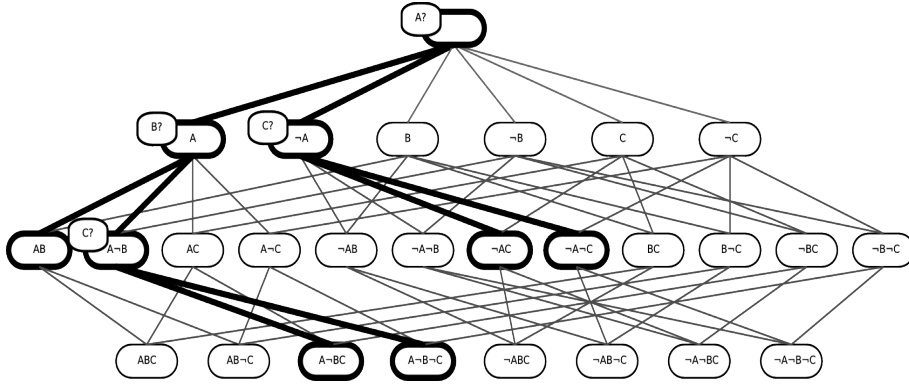 A?
B? A C? ¬A B ¬B C ¬C
AB C? A¬B AC A¬C ¬AB ¬A¬B ¬AC ¬A¬C BC B¬C ¬BC ¬B¬C
ABC AB¬C A¬BC A¬B¬C ¬ABC ¬AB¬C ¬A¬BC ¬A¬B¬C